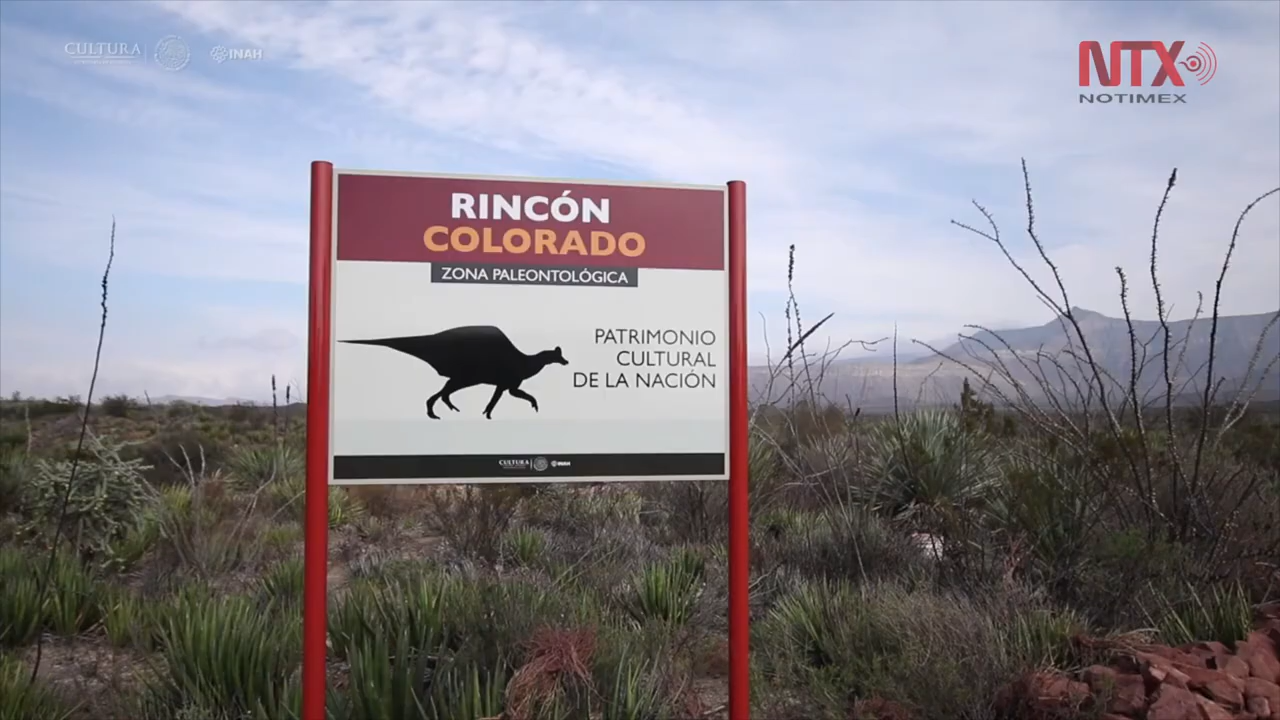 CULTURA
INAH
NTX
NOTIMEX
RINCÓN
COLORADO
ZONA PALEONTOLÓGICA
PATRIMONIO
CULTURAL
DE LA NACIÓN
CULTURA
INAH